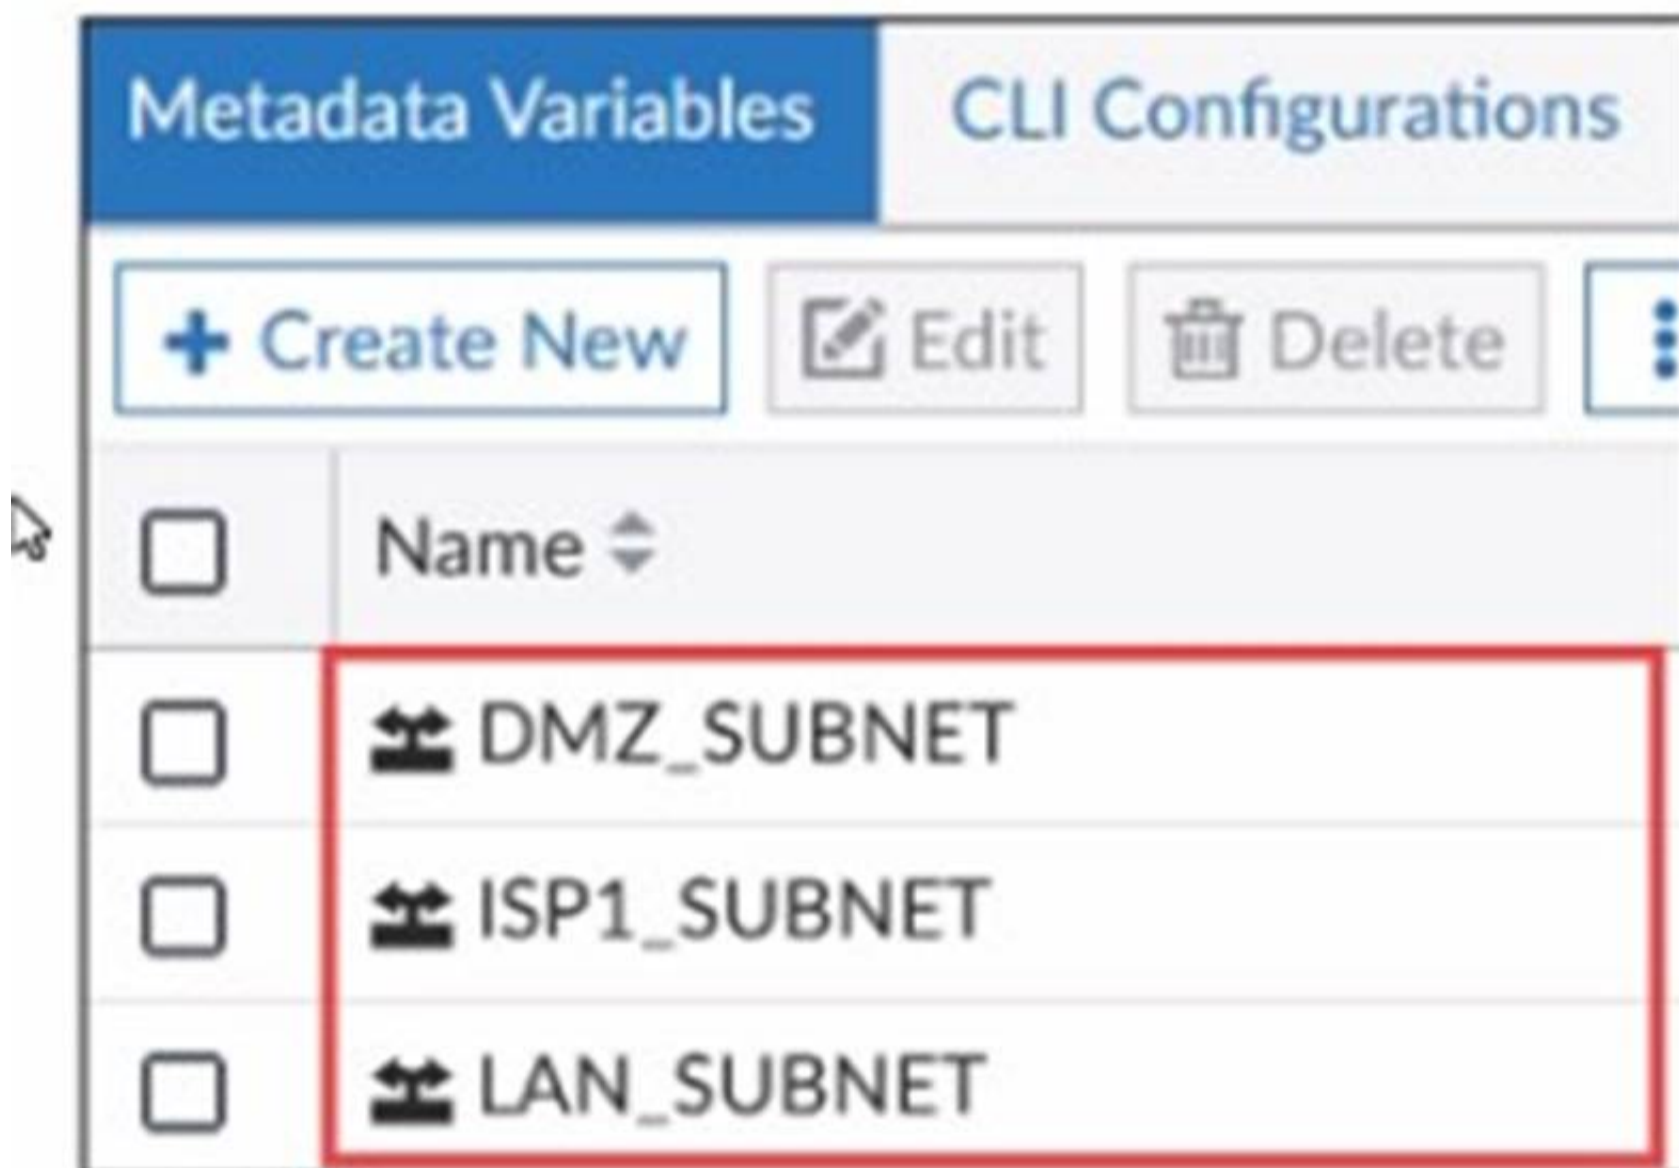 Metadata Variables CLI Configurations
Create New Edit Delete
Name
DMZ_SUBNET
ISP1_SUBNET
LAN_SUBNET